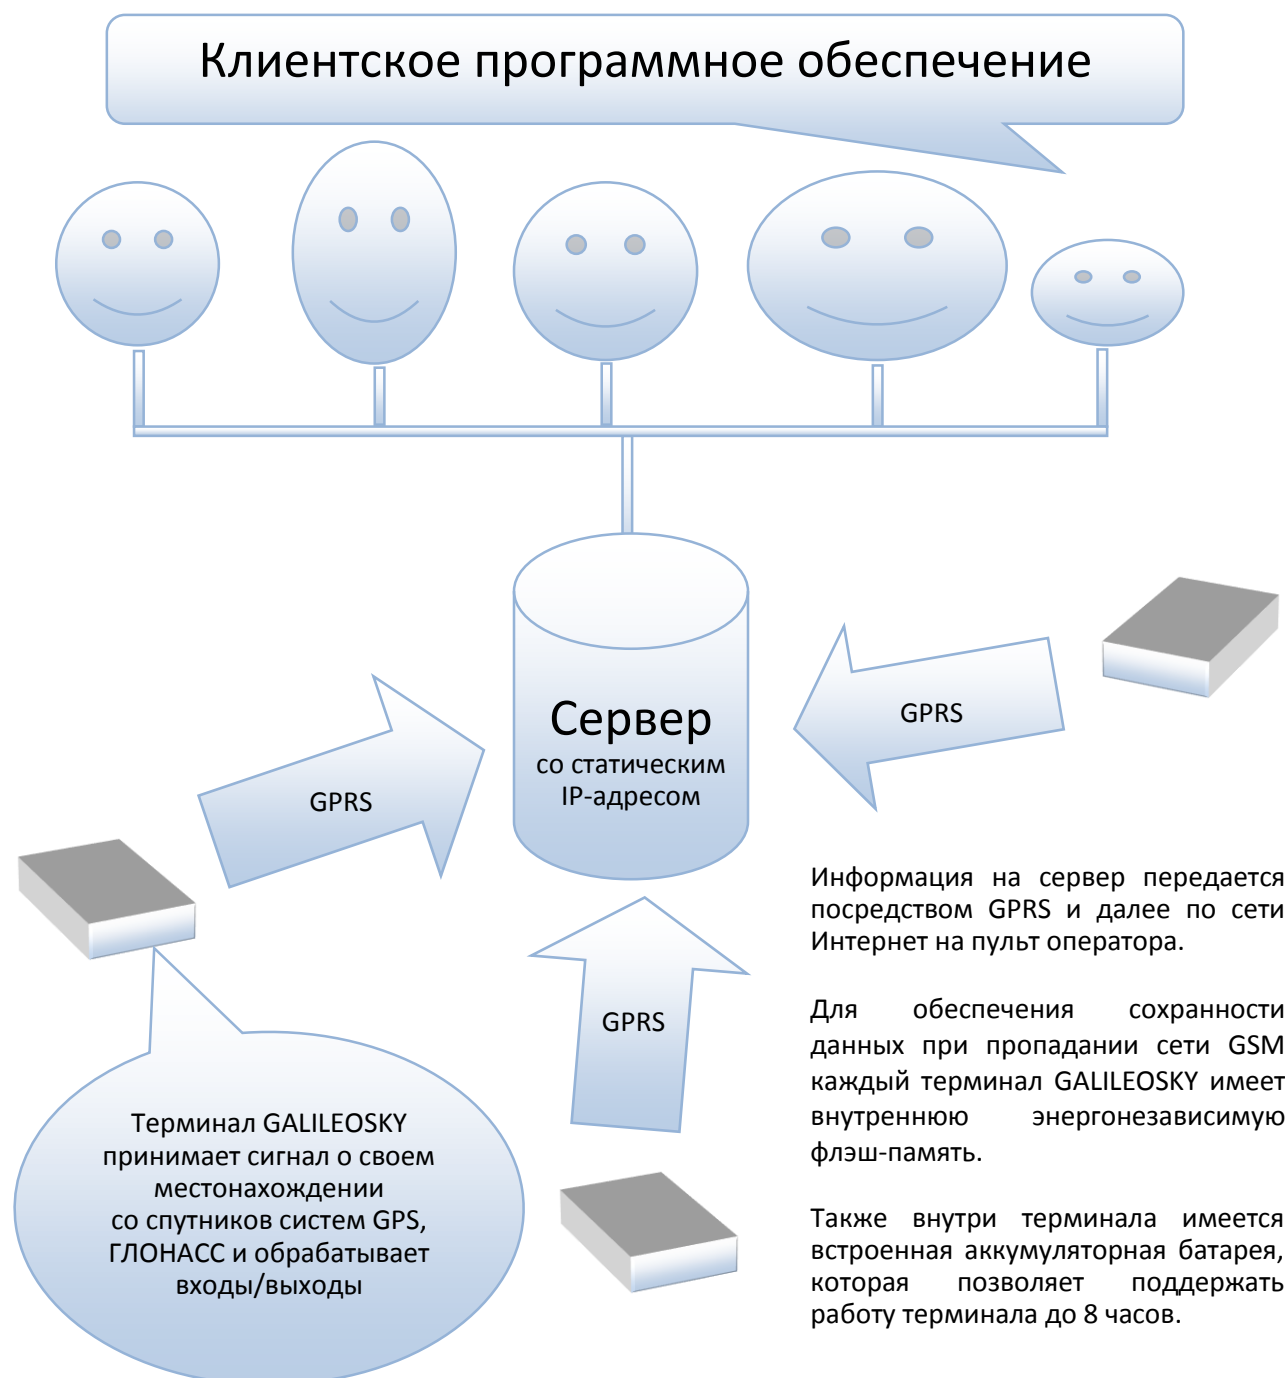 Клиентское программное обеспечение
Сервер
со статическим
IP-адресом
GPRS
GPRS
GPRS
Терминал GALILEOSKY
принимает сигнал о своем
местонахождении
со спутников систем GPS,
ГЛОНАСС и обрабатывает
входы/выходы
Информация на сервер передается
посредством GPRS и далее по сети
Интернет на пульт оператора.
Для обеспечения сохранности
данных при пропадании сети GSM
каждый терминал GALILEOSKY имеет
внутреннюю энергонезависимую
флэш-память.
Также внутри терминала имеется
встроенная аккумуляторная батарея,
которая позволяет поддержать
работу терминала до 8 часов.